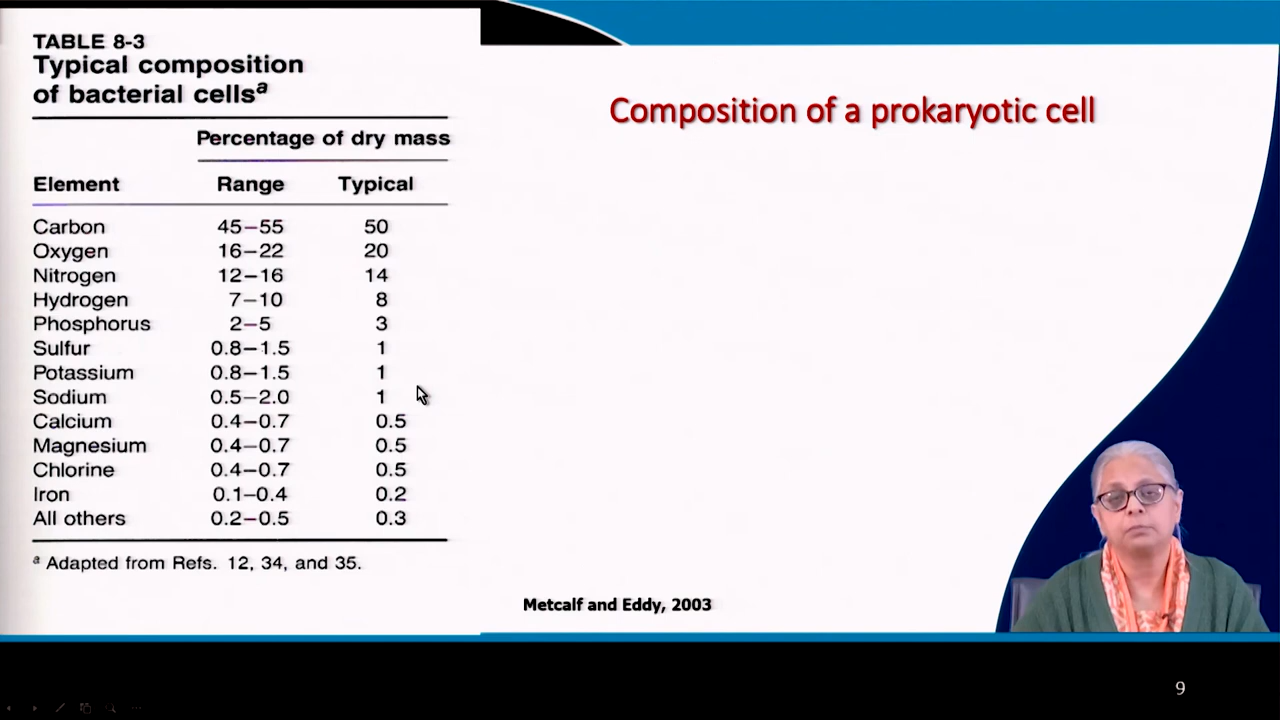 TABLE 8-3
Typical composition
of bacterial cellsᵃ
Percentage of dry mass
Element Range Typical
Carbon 45–55 50
Oxygen 16–22 20
Nitrogen 12–16 14
Hydrogen 7–10 8
Phosphorus 2–5 3
Sulfur 0.8–1.5 1
Potassium 0.8–1.5 1
Sodium 0.5–2.0 1
Calcium 0.4–0.7 0.5
Magnesium 0.4–0.7 0.5
Chlorine 0.4–0.7 0.5
Iron 0.1–0.4 0.2
All others 0.2–0.5 0.3
ᵃ Adapted from Refs. 12, 34, and 35.
Composition of a prokaryotic cell
Metcalf and Eddy, 2003
9